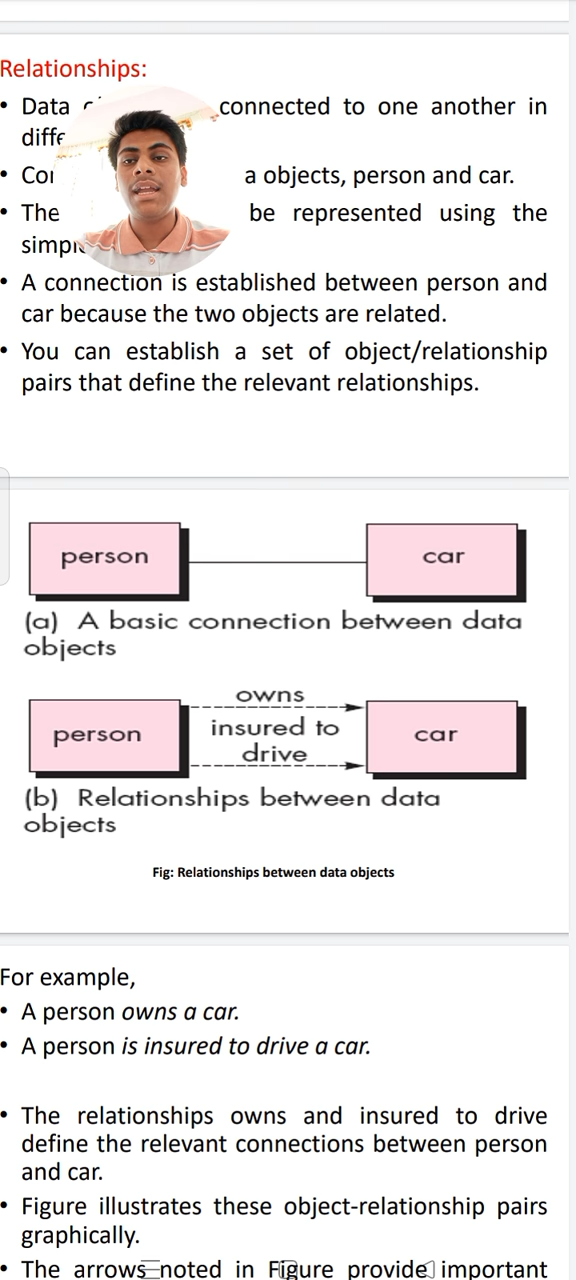 Relationships:
• Data connected to one another in
• a objects, person and car.
• The be represented using the
• A connection is established between person and
car because the two objects are related.
• You can establish a set of object/relationship
pairs that define the relevant relationships.
person
car
(a) A basic connection between data
objects
owns
person
insured to
drive
car
(b) Relationships between data
objects
Fig: Relationships between data objects
For example,
• A person owns a car.
• A person is insured to drive a car.
• The relationships owns and insured to drive
define the relevant connections between person
and car.
• Figure illustrates these object-relationship pairs
graphically.
• The arrows noted in Figure provide important